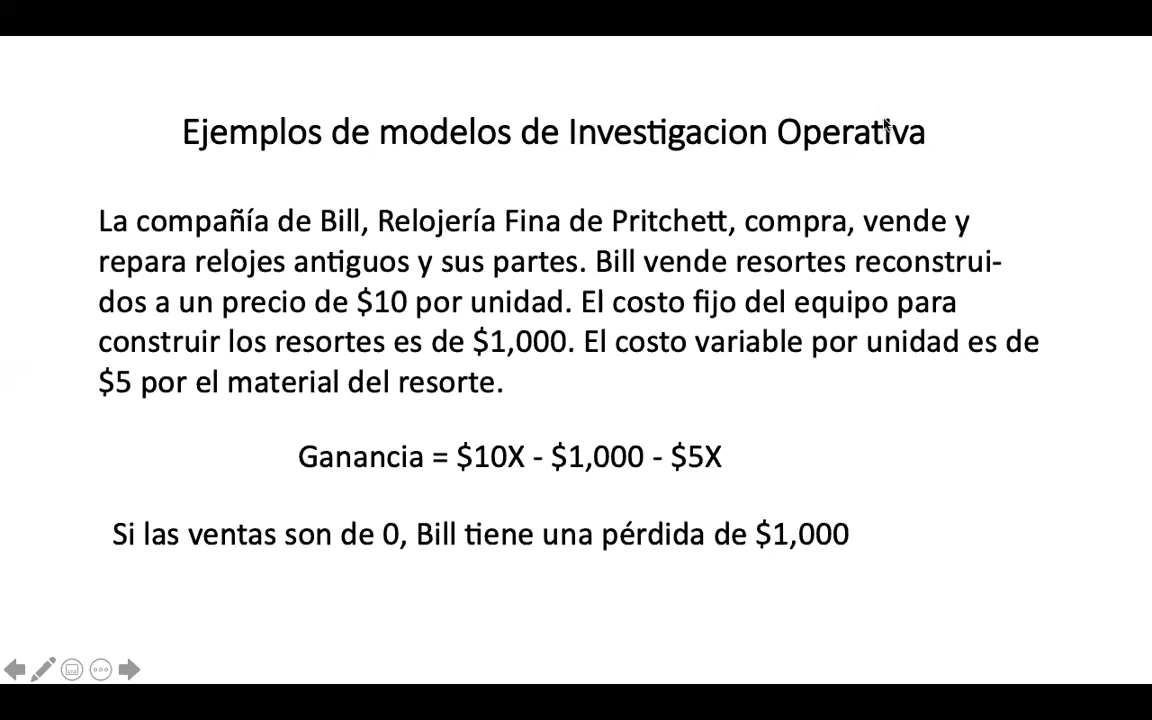 Ejemplos de modelos de Investigacion Operativa
La compañía de Bill, Relojería Fina de Pritchett, compra, vende y
repara relojes antiguos y sus partes. Bill vende resortes reconstrui-
dos a un precio de $10 por unidad. El costo fijo del equipo para
construir los resortes es de $1,000. El costo variable por unidad es de
$5 por el material del resorte.
Ganancia = $10X - $1,000 - $5X
Si las ventas son de 0, Bill tiene una pérdida de $1,000